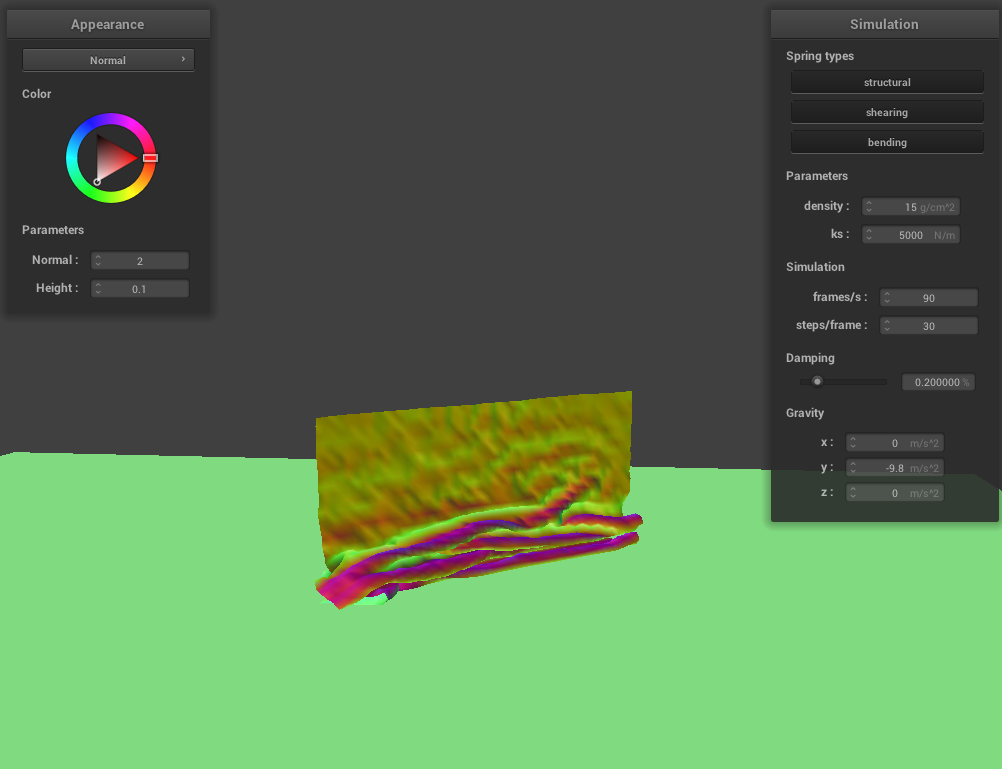 Appearance
Normal
Color
Parameters
Normal : 2
Height : 0.1
Simulation
Spring types
structural
shearing
bending
Parameters
density : 15 g/cm^2
ks : 5000 N/m
Simulation
frames/s : 90
steps/frame : 30
Damping
0.200000 %
Gravity
x : 0 m/s^2
y : -9.8 m/s^2
z : 0 m/s^2